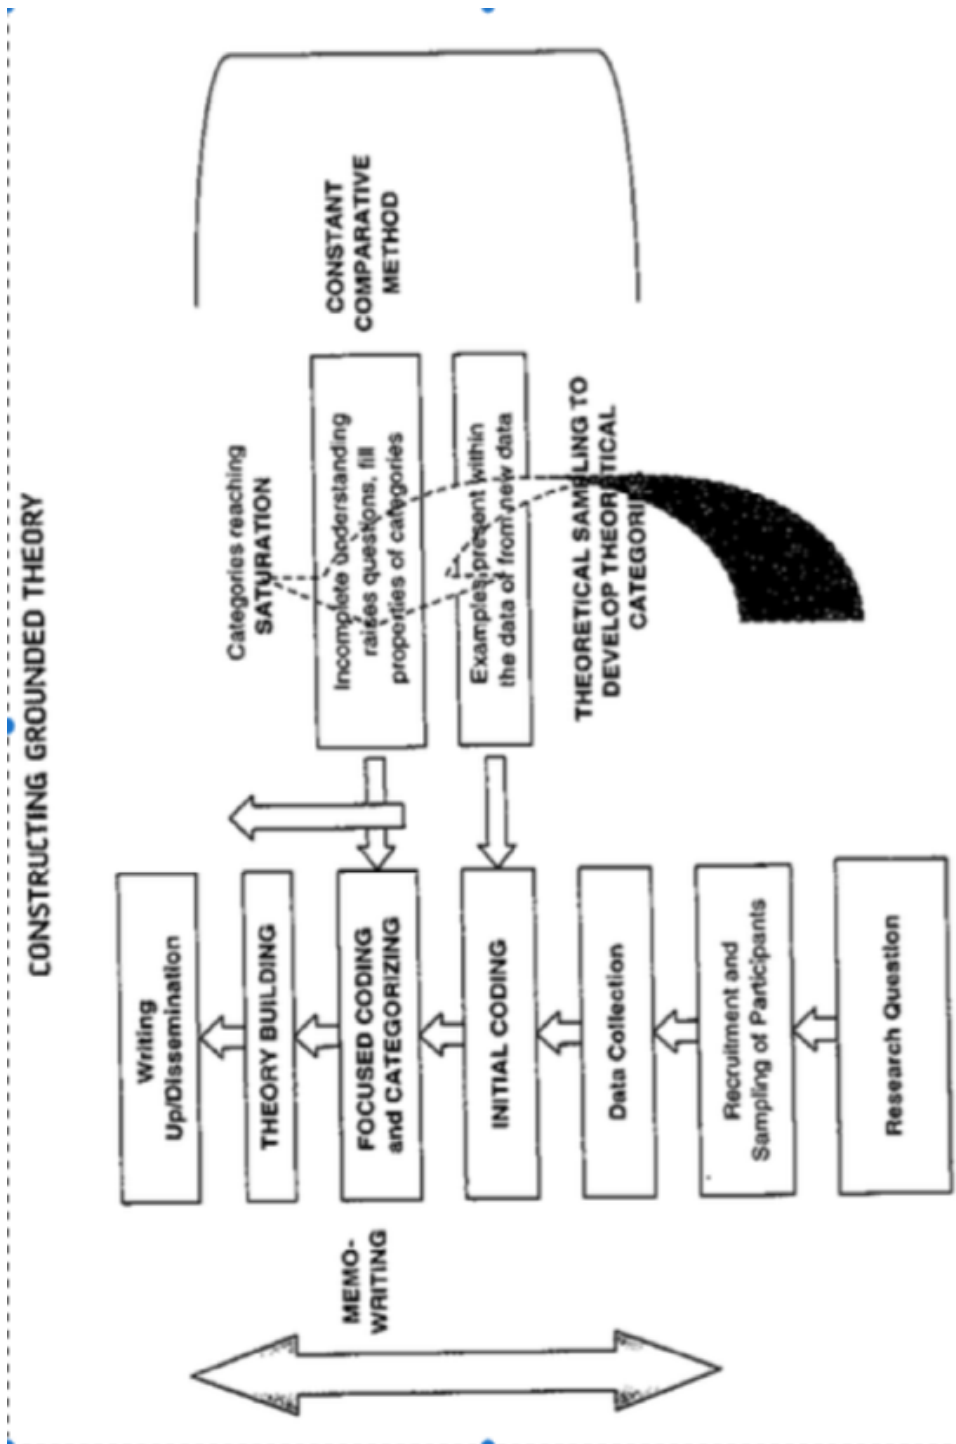 CONSTRUCTING GROUNDED THEORY
Writing
Up/Dissemination
THEORY BUILDING
FOCUSED CODING
and CATEGORIZING
INITIAL CODING
Data Collection
Recruitment and
Sampling of Participants
Research Question
MEMO-
WRITING
Categories reaching
SATURATION
Incomplete understanding
raises questions, fill
properties of categories
Examples present within
the data of from new data
THEORETICAL SAMPLING TO
DEVELOP THEORETICAL
CATEGORIES
CONSTANT
COMPARATIVE
METHOD